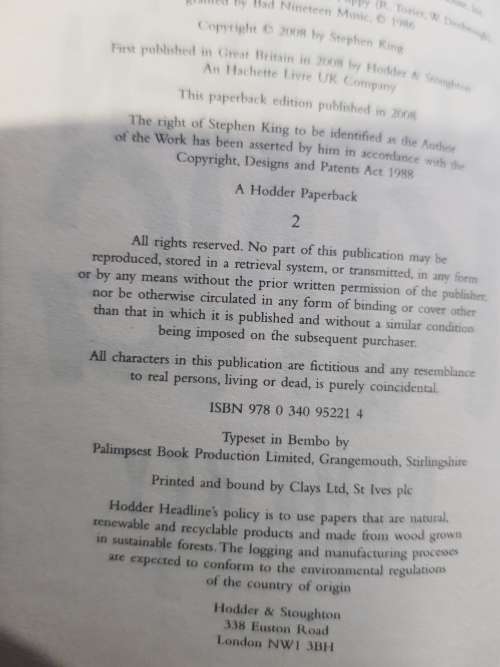 granted by Bad Nineteen Music, © 1986
Copyright © 2008 by Stephen King
First published in Great Britain in 2008 by Hodder & Stoughton
An Hachette Livre UK Company
This paperback edition published in 2008
The right of Stephen King to be identified as the Author
of the Work has been asserted by him in accordance with the
Copyright, Designs and Patents Act 1988
A Hodder Paperback
2
All rights reserved. No part of this publication may be
reproduced, stored in a retrieval system, or transmitted, in any form
or by any means without the prior written permission of the publisher,
nor be otherwise circulated in any form of binding or cover other
than that in which it is published and without a similar condition
being imposed on the subsequent purchaser.
All characters in this publication are fictitious and any resemblance
to real persons, living or dead, is purely coincidental.
ISBN 978 0 340 95221 4
Typeset in Bembo by
Palimpsest Book Production Limited, Grangemouth, Stirlingshire
Printed and bound by Clays Ltd, St Ives plc
Hodder Headline's policy is to use papers that are natural,
renewable and recyclable products and made from wood grown
in sustainable forests. The logging and manufacturing processes
are expected to conform to the environmental regulations
of the country of origin
Hodder & Stoughton
338 Euston Road
London NW1 3BH